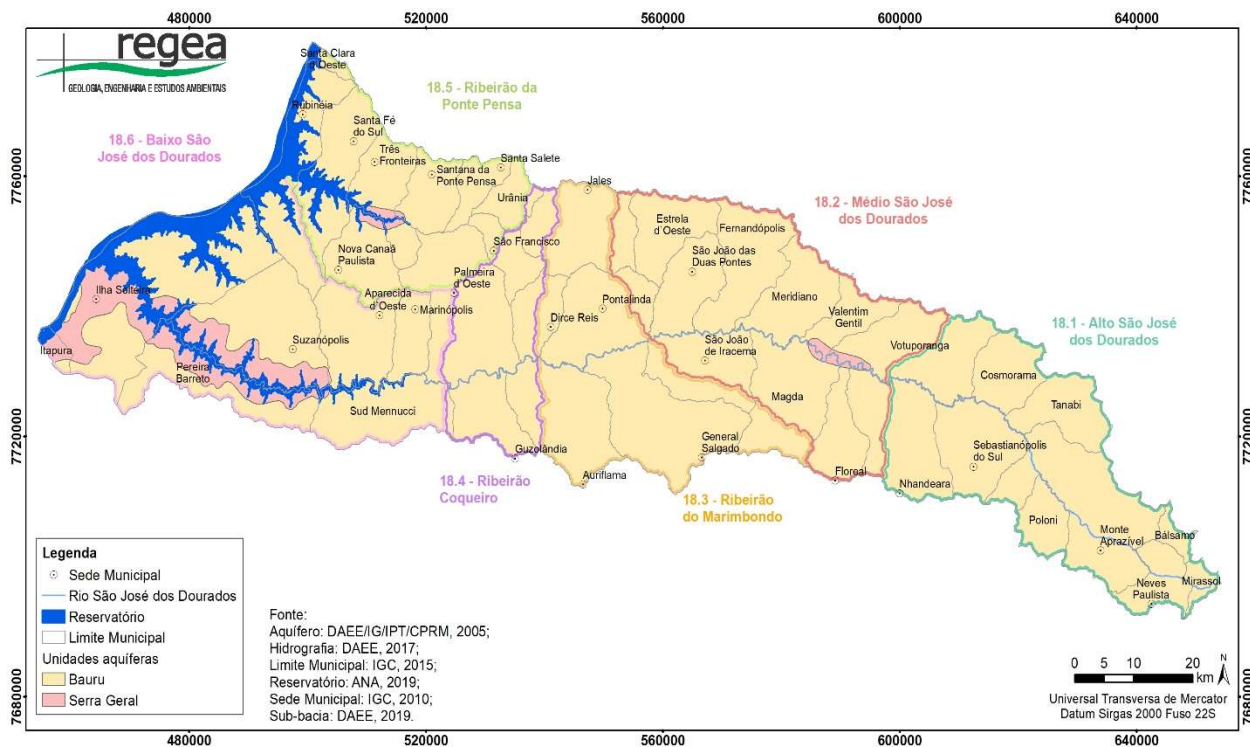 480000
520000
560000
600000
640000
regea
GEOLOGIA, ENGENHARIA E ESTUDOS AMBIENTAIS
Santa Clara
d'Oeste
18.5 - Ribeirão da
Ponte Pensa
Rubinéia
18.6 - Baixo São
José dos Dourados
Santa Fé
do Sul
Três
Fronteiras
Santa Salete
Santana da
Ponte Pensa
7760000
7760000
Jales
Urânia
18.2 - Médio São José
dos Dourados
Estrela
d'Oeste
Fernandópolis
São Francisco
São João das
Duas Pontes
Nova Canaã
Paulista
Palmeira
d'Oeste
Ilha Solteira
Aparecida
d'Oeste
Marinópolis
Pontalinda
Meridiano
Dirce Reis
Valentim
Gentil
18.1 - Alto São José
dos Dourados
Itapura
Suzanópolis
São João
de Iracema
Votuporanga
Pereira
Barreto
Cosmorama
Magda
Tanabi
Sud Mennucci
7720000
7720000
General
Salgado
Sebastianópolis
do Sul
Guzolândia
Auriflama
Floreal
Nhandeara
18.4 - Ribeirão
Coqueiro
18.3 - Ribeirão
do Marimbondo
Poloni
Monte
Aprazível
Bálsamo
Neves
Paulista
Mirassol
Legenda
Sede Municipal
Rio São José dos Dourados
Reservatório
Limite Municipal
Unidades aquíferas
Bauru
Serra Geral
Fonte:
Aquífero: DAEE/IG/IPT/CPRM, 2005;
Hidrografia: DAEE, 2017;
Limite Municipal: IGC, 2015;
Reservatório: ANA, 2019;
Sede Municipal: IGC, 2010;
Sub-bacia: DAEE, 2019.
0 5 10 20
km
N
Universal Transversa de Mercator
Datum Sirgas 2000 Fuso 22S
7680000
7680000
480000
520000
560000
600000
640000